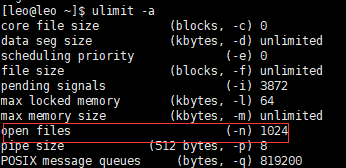 [leo@leo ~]$ ulimit -a
core file size (blocks, -c) 0
data seg size (kbytes, -d) unlimited
scheduling priority (-e) 0
file size (blocks, -f) unlimited
pending signals (-i) 3872
max locked memory (kbytes, -l) 64
max memory size (kbytes, -m) unlimited
open files (-n) 1024
pipe size (512 bytes, -p) 8
POSIX message queues (bytes, -q) 819200